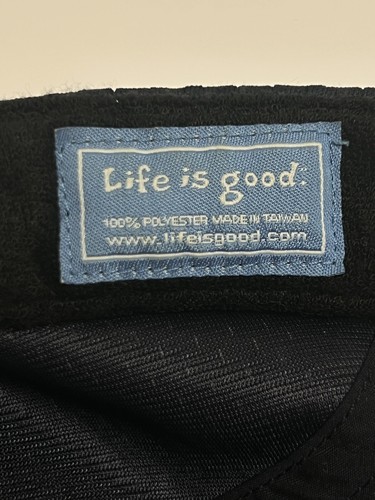 Life is good.
100% POLYESTER MADE IN TAIWAN
www.lifeisgood.com